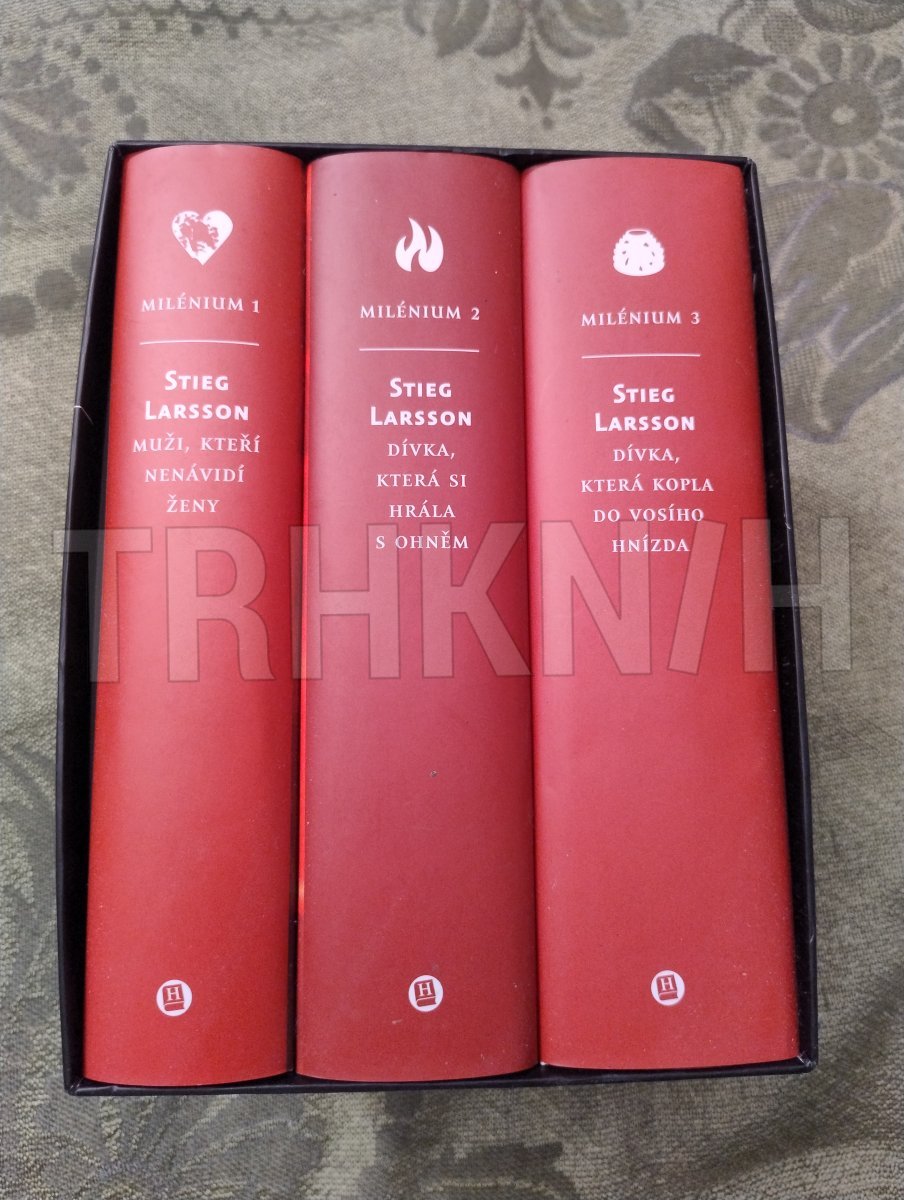 MILÉNIUM 1
STIEG
LARSSON
MUŽI, KTEŘÍ
NENÁVIDÍ
ŽENY
H
MILÉNIUM 2
STIEG
LARSSON
DÍVKA,
KTERÁ SI
HRÁLA
S OHNĚM
H
MILÉNIUM 3
STIEG
LARSSON
DÍVKA,
KTERÁ KOPLA
DO VOSÍHO
HNÍZDA
H
TRHKN/H